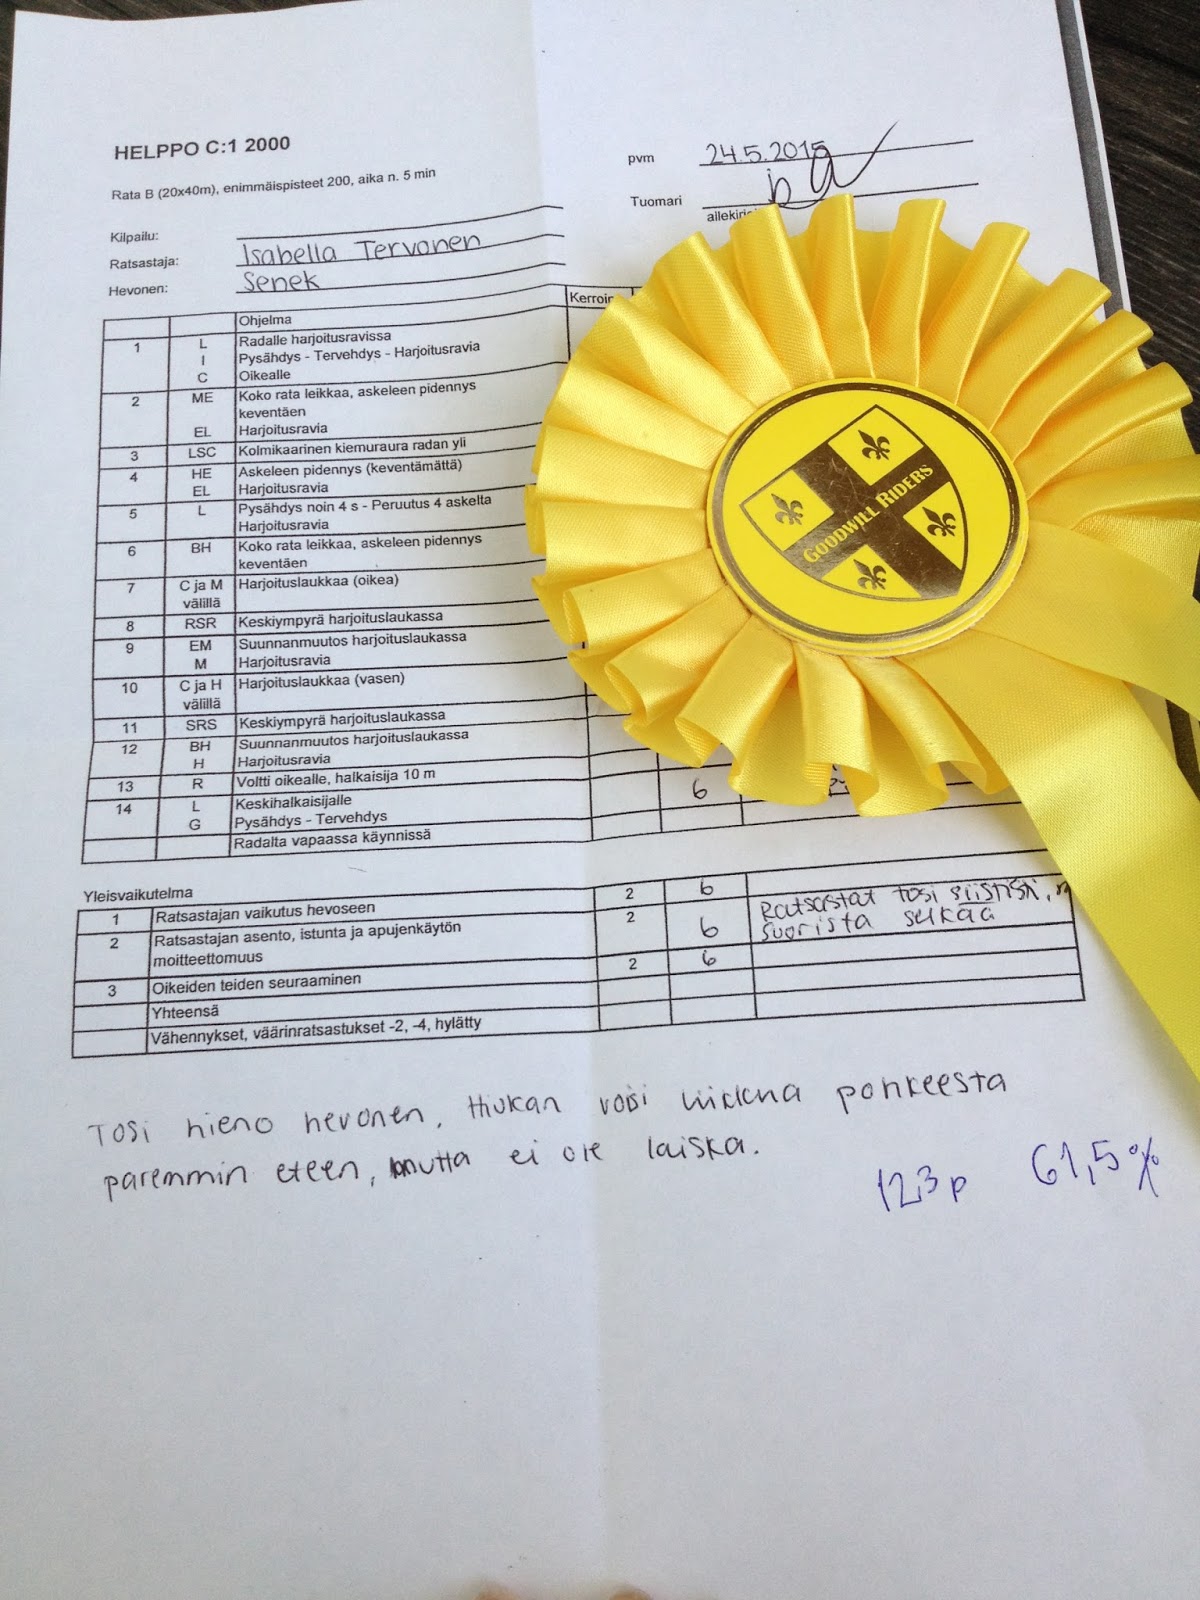 HELPPO C:1 2000
pvm 24.5.2015
Rata B (20x40m), enimmäispisteet 200, aika n. 5 min
Tuomari
Kilpailu:
Ratsastaja: Isabella Tervonen
Hevonen: Senek
Ohjelma
1 L Radalle harjoitusravissa
I Pysähdys - Tervehdys - Harjoitusravia
C Oikealle
2 ME Koko rata leikkaa, askeleen pidennys
keventäen
EL Harjoitusravia
3 LSC Kolmikaarinen kiemuraura radan yli
4 HE Askeleen pidennys (keventämättä)
EL Harjoitusravia
5 L Pysähdys noin 4 s - Peruutus 4 askelta
Harjoitusravia
6 BH Koko rata leikkaa, askeleen pidennys
keventäen
7 C ja M Harjoituslaukkaa (oikea)
välillä
8 RSR Keskiympyrä harjoituslaukassa
9 EM Suunnanmuutos harjoituslaukassa
M Harjoitusravia
10 C ja H Harjoituslaukkaa (vasen)
välillä
11 SRS Keskiympyrä harjoituslaukassa
12 BH Suunnanmuutos harjoituslaukassa
H Harjoitusravia
13 R Voltti oikealle, halkaisija 10 m
14 L Keskihalkaisijalle 6
G Pysähdys - Tervehdys
Radalta vapaassa käynnissä
GOODWILL RIDERS
Yleisvaikutelma
1 Ratsastajan vaikutus hevoseen 2 6
2 Ratsastajan asento, istunta ja apujenkäytön 2 6 Ratsastat tosi siististi,
moitteettomuus suorista selkää
3 Oikeiden teiden seuraaminen 2 6
Yhteensä
Vähennykset, väärinratsastukset -2, -4, hylätty
Tosi hieno hevonen, Hiukan voisi liikkua pohkeesta
paremmin eteen, mutta ei ole laiska.
123 p 61,5 %